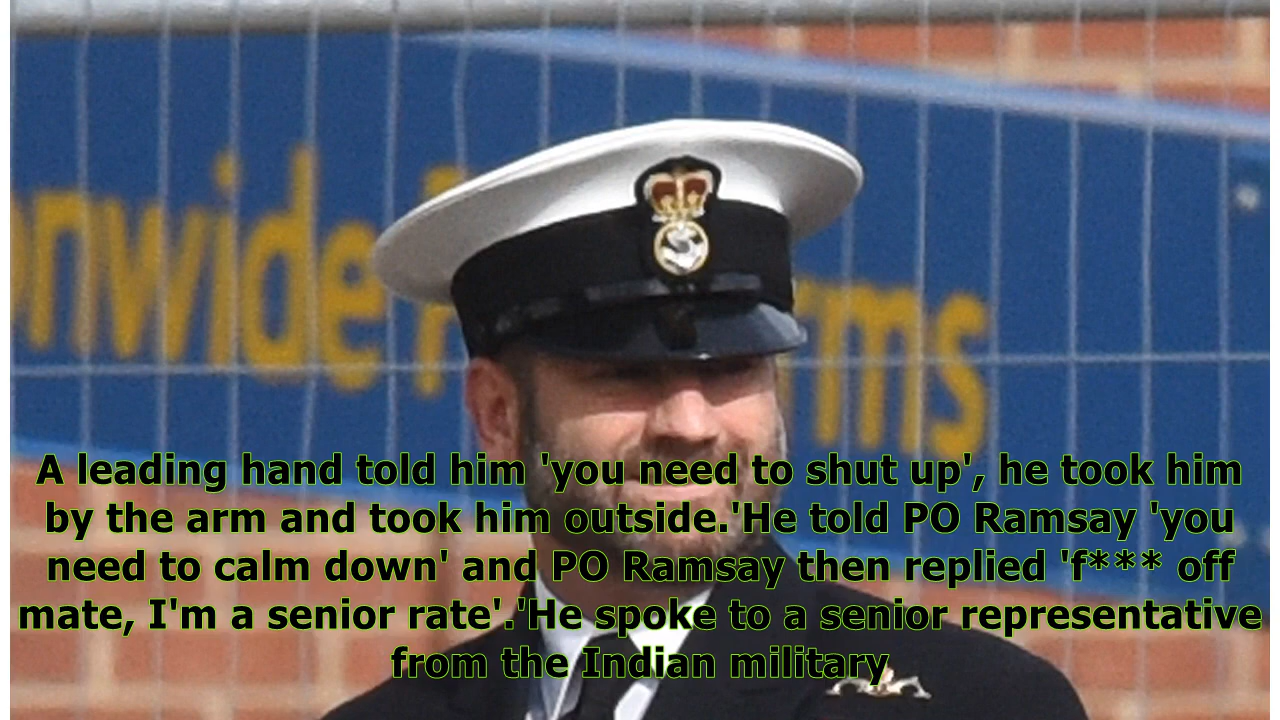 onwide
rms
A leading hand told him 'you need to shut up', he took him
by the arm and took him outside.'He told PO Ramsay 'you
need to calm down' and PO Ramsay then replied 'f*** off
mate, I'm a senior rate'.'He spoke to a senior representative
from the Indian military